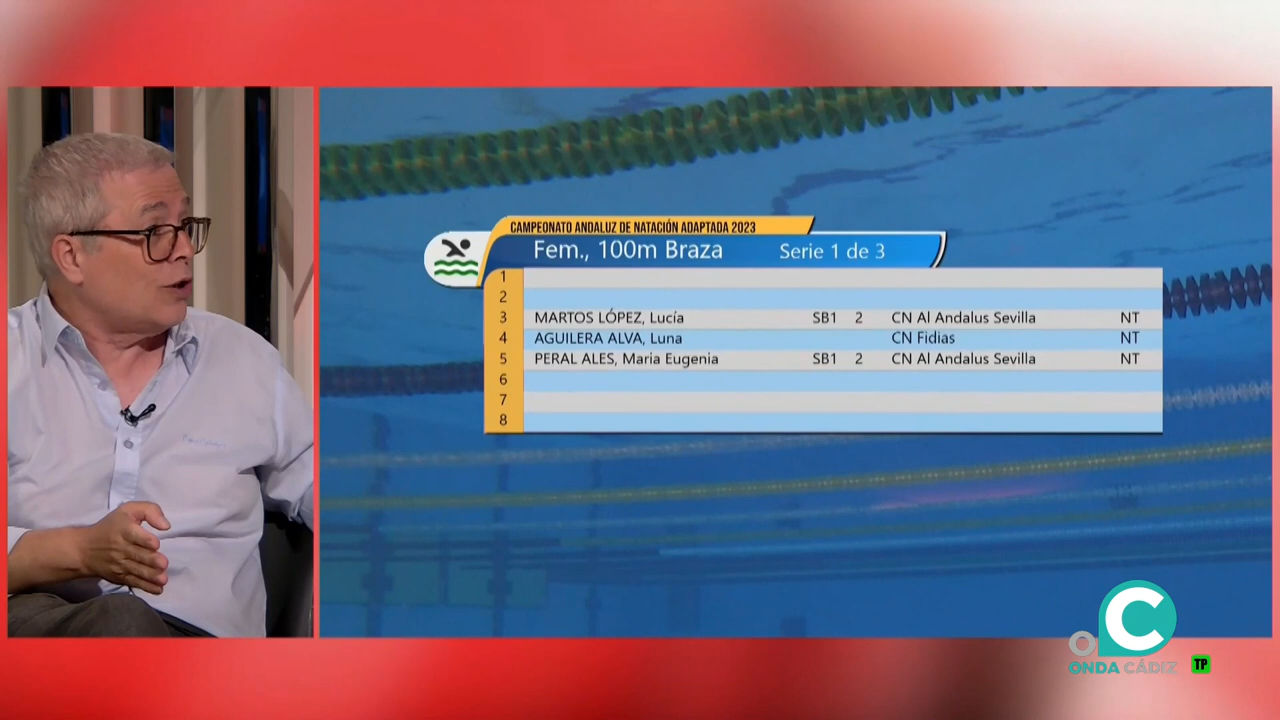 CAMPEONATO ANDALUZ DE NATACIÓN ADAPTADA 2023
Fem., 100m Braza Serie 1 de 3
1
2
3 MARTOS LÓPEZ, Lucía SB1 2 CN Al Andalus Sevilla NT
4 AGUILERA ALVA, Luna CN Fidias NT
5 PERAL ALES, Maria Eugenia SB1 2 CN Al Andalus Sevilla NT
6
7
8
O C
ONDA CÁDIZ TP